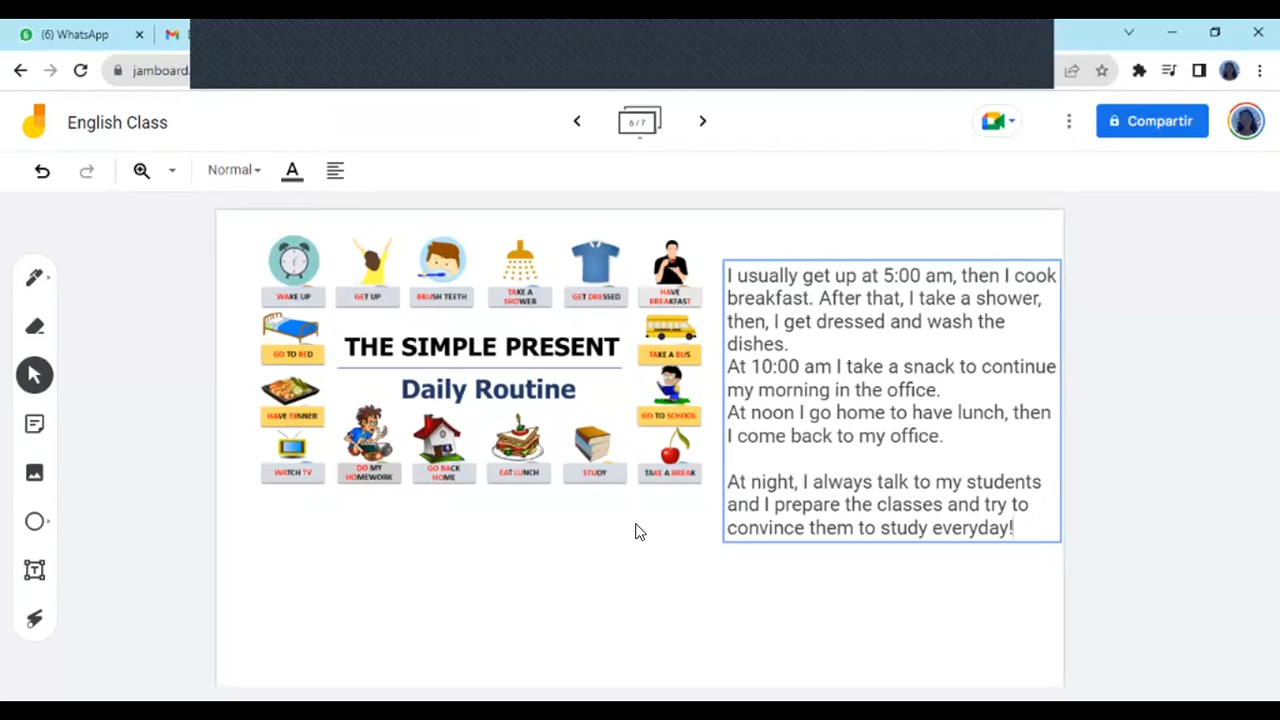 (6) WhatsApp
jamboard.
English Class
6 / 7
Compartir
Normal
A
WAKE UP
GET UP
BRUSH TEETH
TAKE A
SHOWER
GET DRESSED
HAVE
BREAKFAST
GO TO BED
TAKE A BUS
THE SIMPLE PRESENT
Daily Routine
HAVE DINNER
GO TO SCHOOL
WATCH TV
DO MY
HOMEWORK
GO BACK
HOME
EAT LUNCH
STUDY
TAKE A BREAK
I usually get up at 5:00 am, then I cook
breakfast. After that, I take a shower,
then, I get dressed and wash the
dishes.
At 10:00 am I take a snack to continue
my morning in the office.
At noon I go home to have lunch, then
I come back to my office.
At night, I always talk to my students
and I prepare the classes and try to
convince them to study everyday!